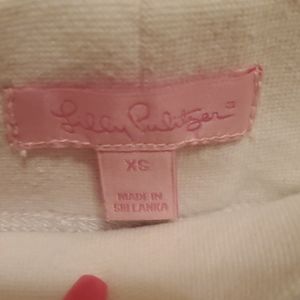 Lilly Pulitzer
XS
MADE IN
SRI LANKA